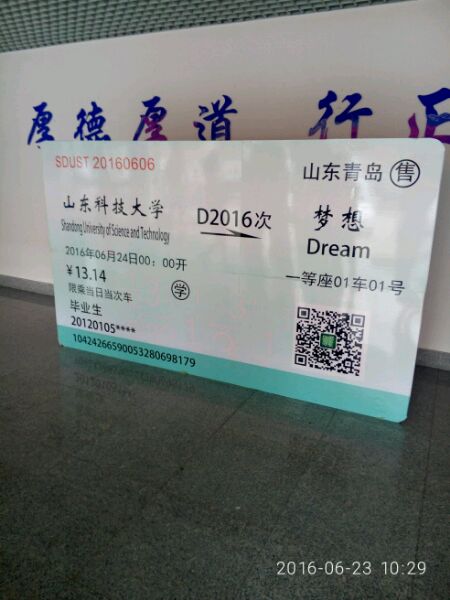 厚德厚道 行正
SDUST 20160606
山东青岛 售
山东科技大学
Shandong University of Science and Technology
D2016次
梦想
Dream
2016年06月24日00：00开
¥13.14
一等座01车01号
限乘当日当次车
学
毕业生
20120105****
10424266590053280698179
2016-06-23 10:29